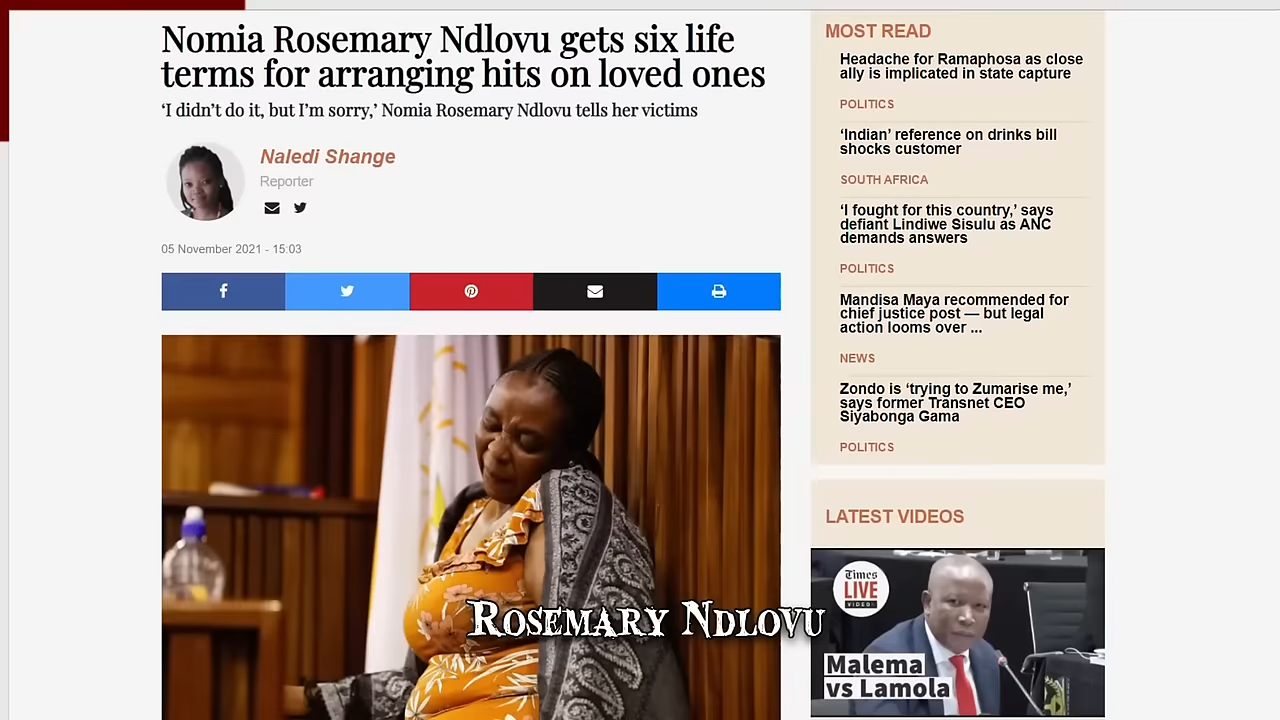 Nomia Rosemary Ndlovu gets six life
terms for arranging hits on loved ones
‘I didn’t do it, but I’m sorry,’ Nomia Rosemary Ndlovu tells her victims
Naledi Shange
Reporter
05 November 2021 - 15:03
ROSEMARY NDLOVU
MOST READ
Headache for Ramaphosa as close
ally is implicated in state capture
POLITICS
‘Indian’ reference on drinks bill
shocks customer
SOUTH AFRICA
‘I fought for this country,’ says
defiant Lindiwe Sisulu as ANC
demands answers
POLITICS
Mandisa Maya recommended for
chief justice post — but legal
action looms over ...
NEWS
Zondo is ‘trying to Zumarise me,’
says former Transnet CEO
Siyabonga Gama
POLITICS
LATEST VIDEOS
Times
LIVE
VIDEO
Malema
vs Lamola